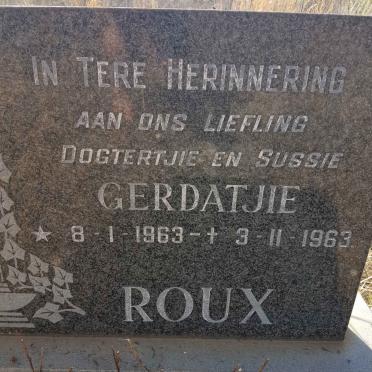 IN TERE HERINNERING
AAN ONS LIEFLING
DOGTERTJIE EN SUSSIE
GERDATJIE
★ 8-1-1963-✝ 3-11-1963
ROUX